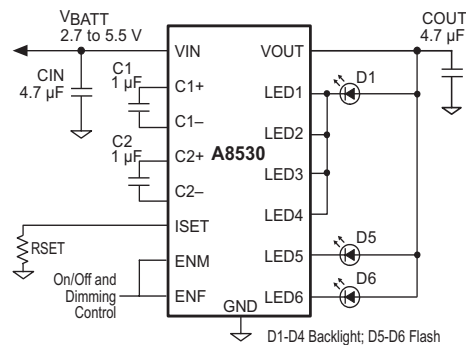 VBATT
2.7 to 5.5 V
CIN
4.7 µF
C1
1 µF
C2
1 µF
RSET
On/Off and
Dimming
Control
VIN
C1+
C1–
C2+
C2–
ISET
ENM
ENF
A8530
GND
VOUT
LED1
LED2
LED3
LED4
LED5
LED6
COUT
4.7 µF
D1
D5
D6
D1-D4 Backlight; D5-D6 Flash